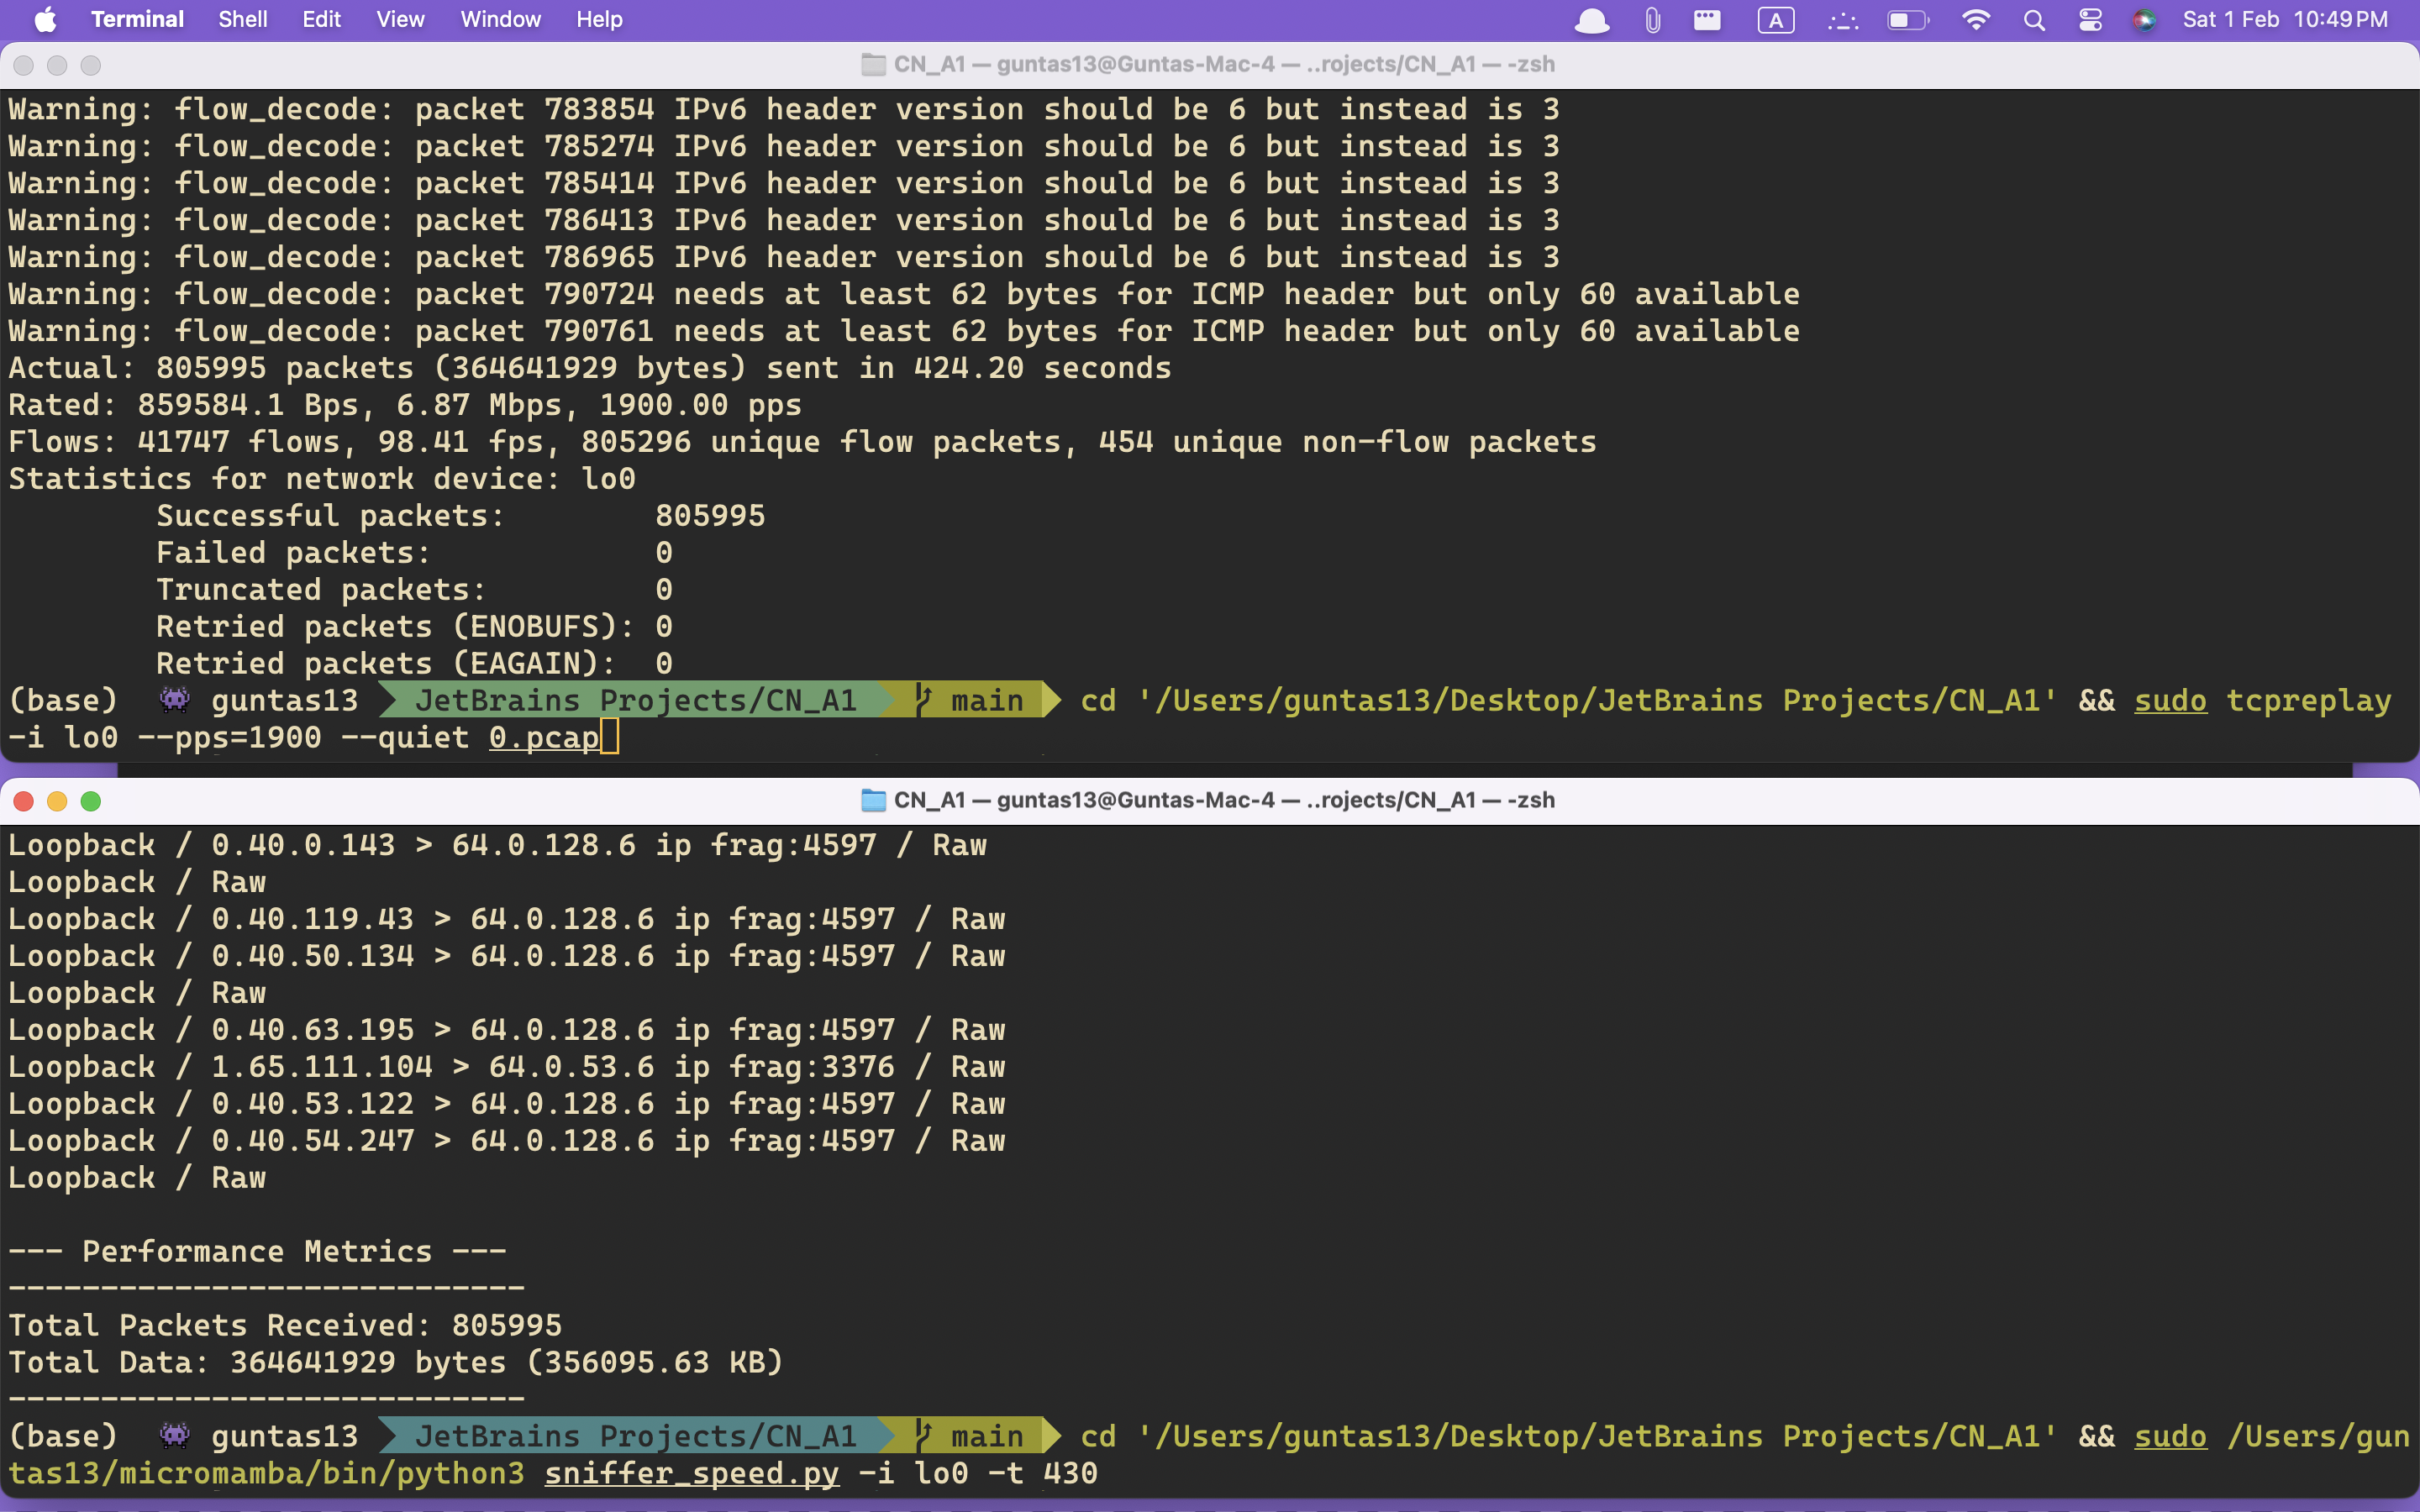 Terminal Shell Edit View Window Help A Sat 1 Feb 10:49 PM
CN_A1 — guntas13@Guntas-Mac-4 — ..rojects/CN_A1 — -zsh
Warning: flow_decode: packet 783854 IPv6 header version should be 6 but instead is 3
Warning: flow_decode: packet 785274 IPv6 header version should be 6 but instead is 3
Warning: flow_decode: packet 785414 IPv6 header version should be 6 but instead is 3
Warning: flow_decode: packet 786413 IPv6 header version should be 6 but instead is 3
Warning: flow_decode: packet 786965 IPv6 header version should be 6 but instead is 3
Warning: flow_decode: packet 790724 needs at least 62 bytes for ICMP header but only 60 available
Warning: flow_decode: packet 790761 needs at least 62 bytes for ICMP header but only 60 available
Actual: 805995 packets (364641929 bytes) sent in 424.20 seconds
Rated: 859584.1 Bps, 6.87 Mbps, 1900.00 pps
Flows: 41747 flows, 98.41 fps, 805296 unique flow packets, 454 unique non-flow packets
Statistics for network device: lo0
Successful packets: 805995
Failed packets: 0
Truncated packets: 0
Retried packets (ENOBUFS): 0
Retried packets (EAGAIN): 0
(base) guntas13 JetBrains Projects/CN_A1 main cd '/Users/guntas13/Desktop/JetBrains Projects/CN_A1' && sudo tcpreplay
-i lo0 --pps=1900 --quiet 0.pcap
CN_A1 — guntas13@Guntas-Mac-4 — ..rojects/CN_A1 — -zsh
Loopback / 0.40.0.143 > 64.0.128.6 ip frag:4597 / Raw
Loopback / Raw
Loopback / 0.40.119.43 > 64.0.128.6 ip frag:4597 / Raw
Loopback / 0.40.50.134 > 64.0.128.6 ip frag:4597 / Raw
Loopback / Raw
Loopback / 0.40.63.195 > 64.0.128.6 ip frag:4597 / Raw
Loopback / 1.65.111.104 > 64.0.53.6 ip frag:3376 / Raw
Loopback / 0.40.53.122 > 64.0.128.6 ip frag:4597 / Raw
Loopback / 0.40.54.247 > 64.0.128.6 ip frag:4597 / Raw
Loopback / Raw
--- Performance Metrics ---
----------------------------
Total Packets Received: 805995
Total Data: 364641929 bytes (356095.63 KB)
----------------------------
(base) guntas13 JetBrains Projects/CN_A1 main cd '/Users/guntas13/Desktop/JetBrains Projects/CN_A1' && sudo /Users/gun
tas13/micromamba/bin/python3 sniffer_speed.py -i lo0 -t 430